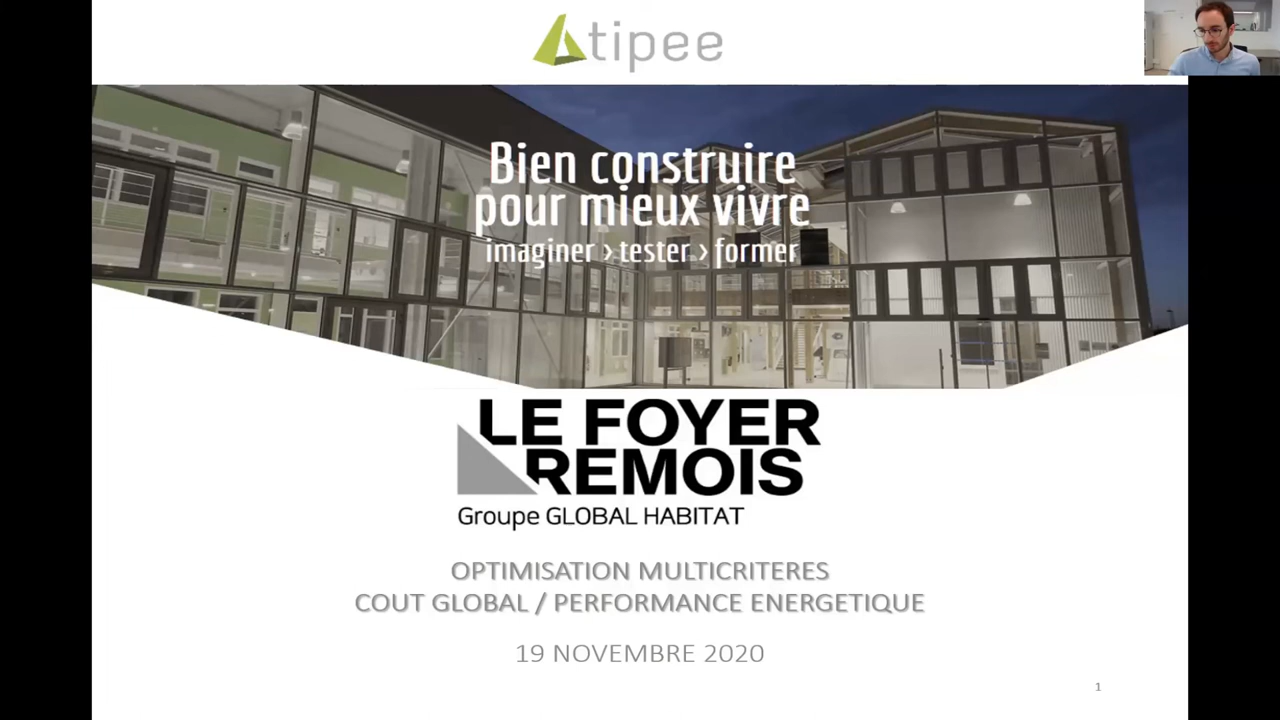 tipee
Bien construire
pour mieux vivre
imaginer > tester > former
LE FOYER
REMOIS
Groupe GLOBAL HABITAT
OPTIMISATION MULTICRITERES
COUT GLOBAL / PERFORMANCE ENERGETIQUE
19 NOVEMBRE 2020
1